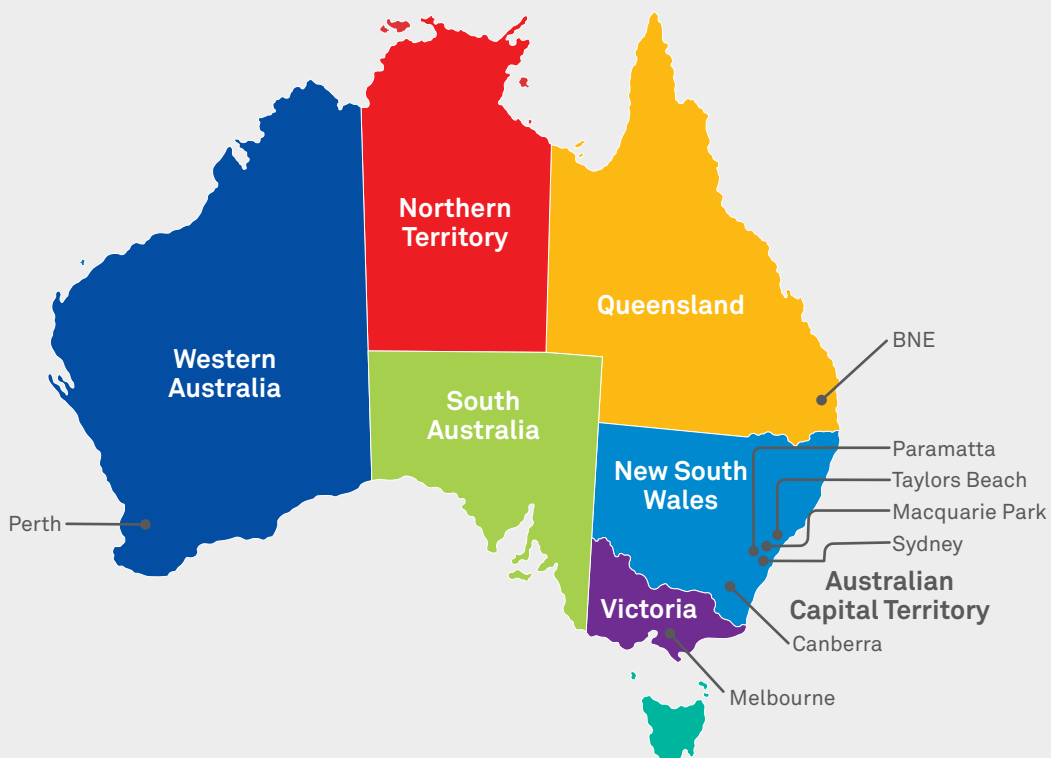 Northern
Territory
Queensland
BNE
Western
Australia
South
Australia
Paramatta
New South
Wales
Taylors Beach
Macquarie Park
Perth
Sydney
Australian
Capital Territory
Victoria
Canberra
Melbourne